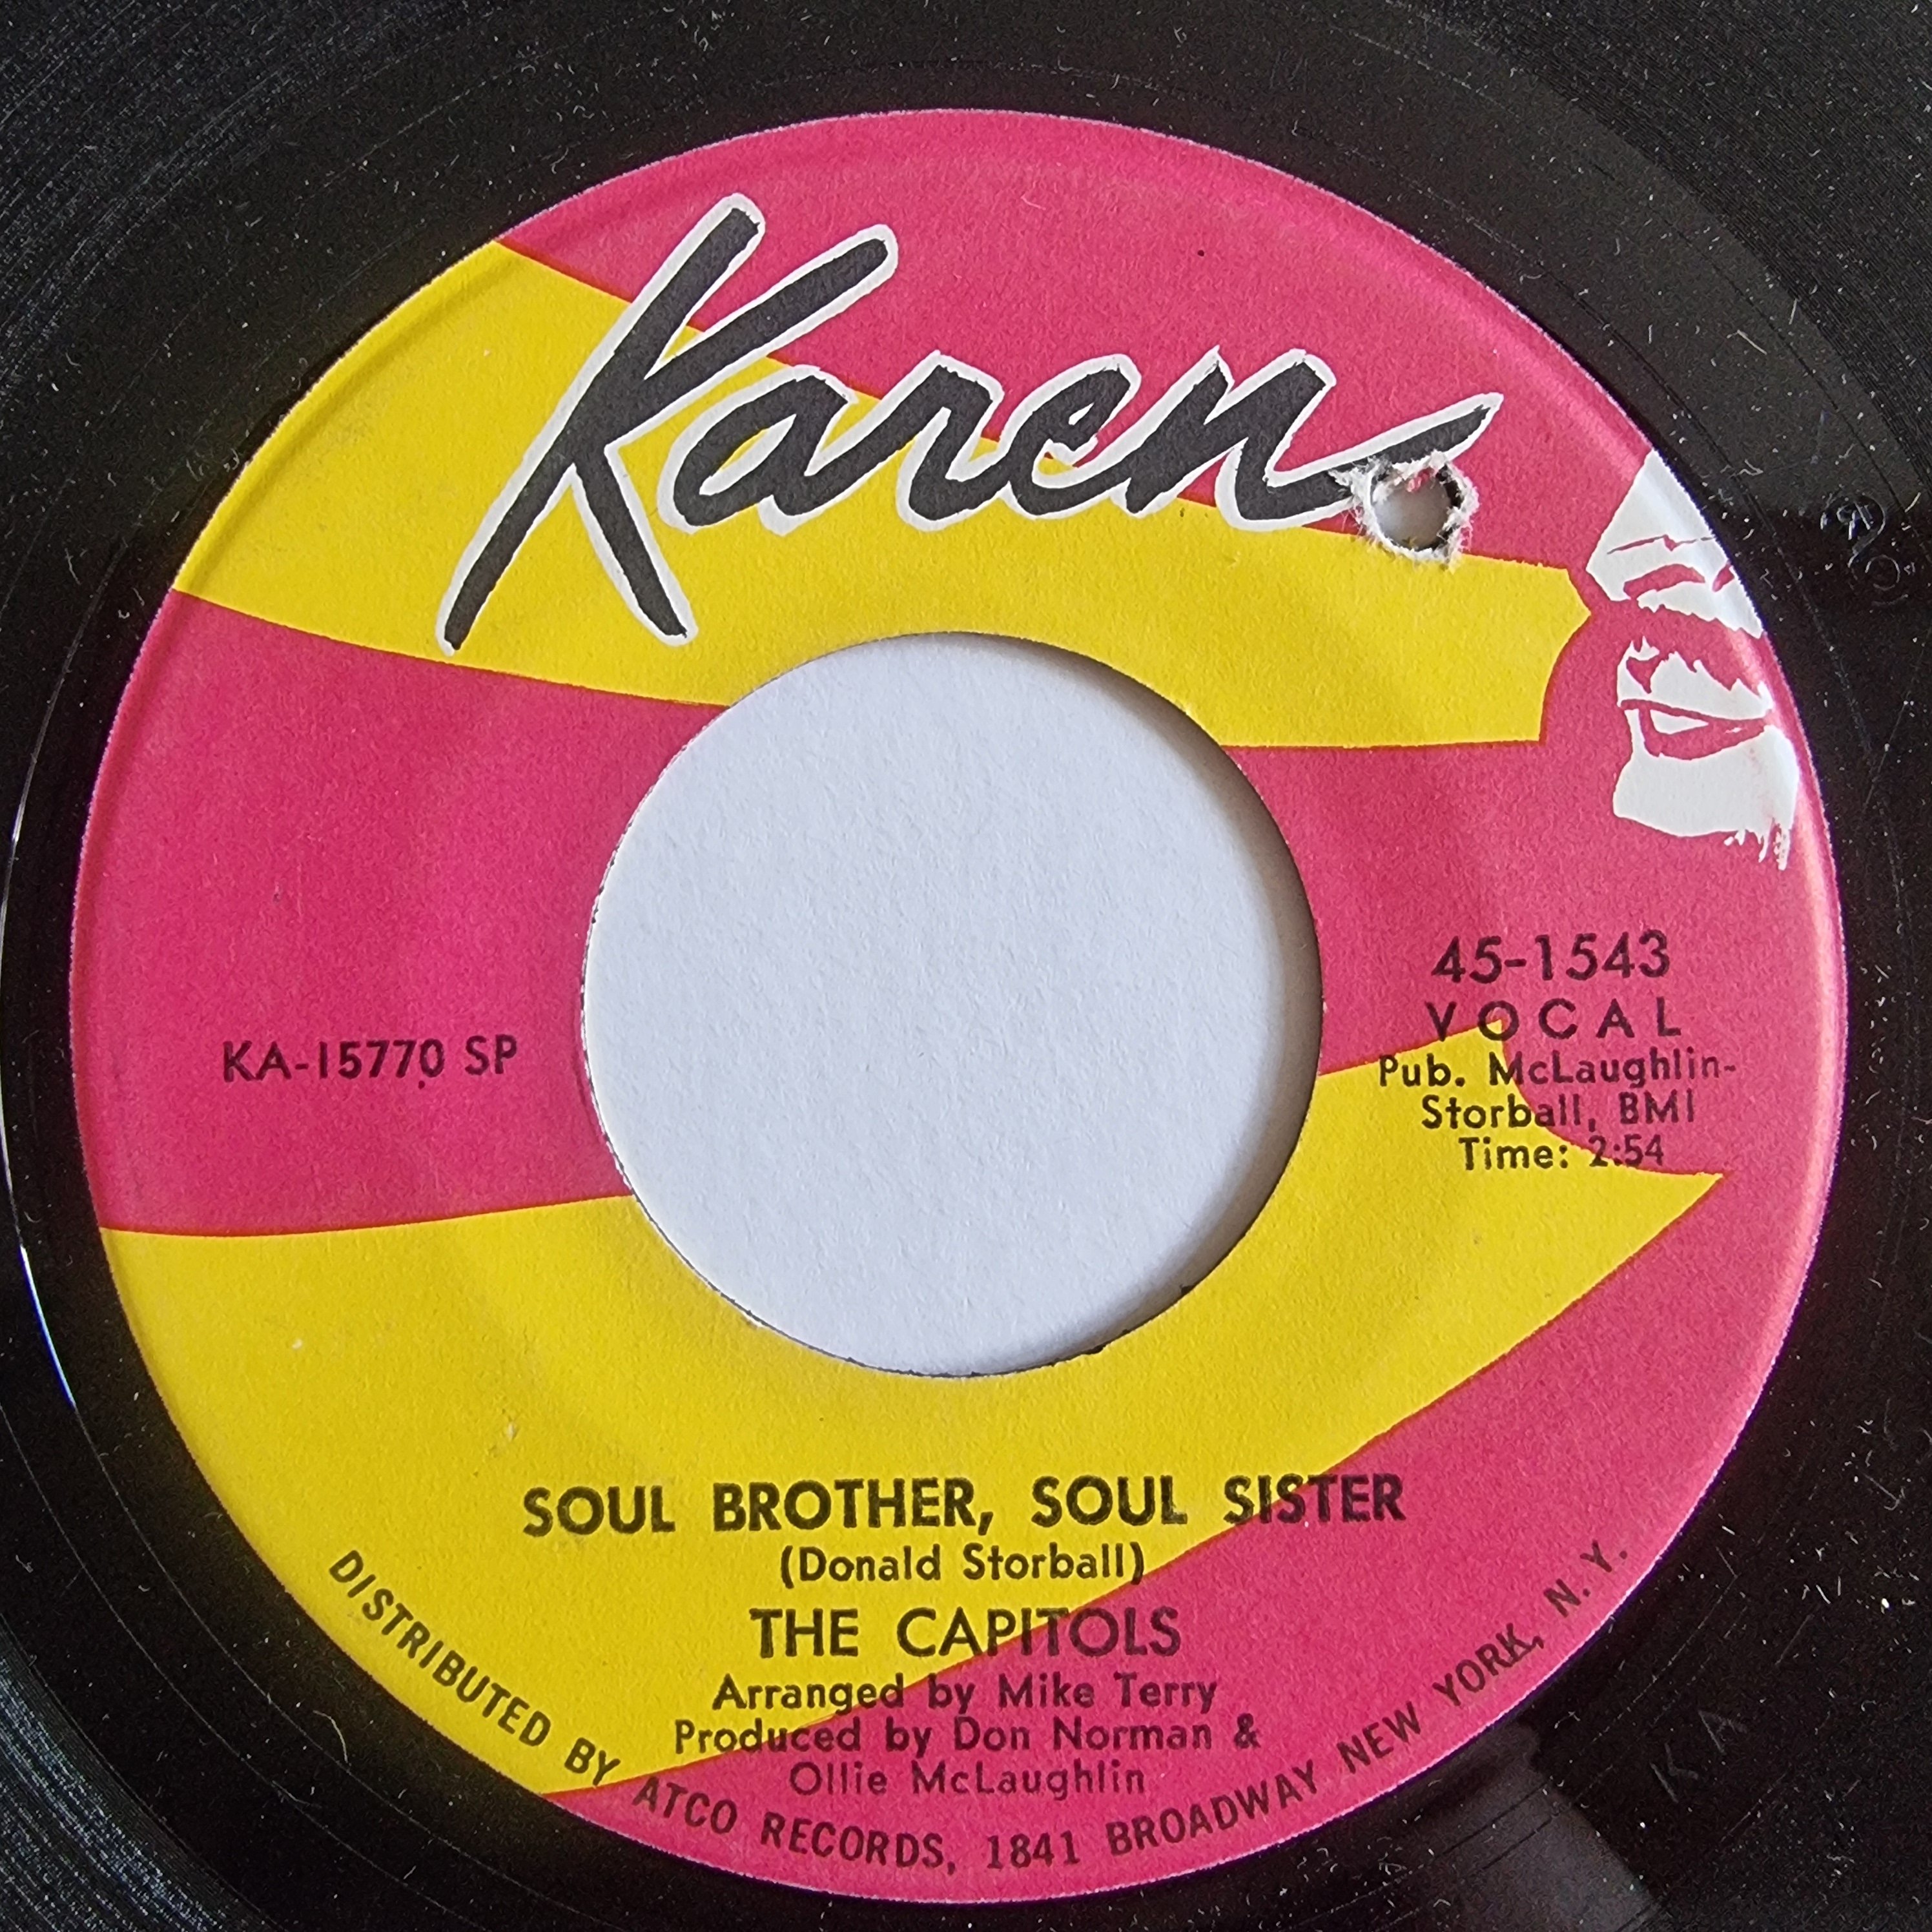 Karen
45-1543
VOCAL
Pub. McLaughlin-
Storball, BMI
Time: 2:54
KA-15770 SP
SOUL BROTHER, SOUL SISTER
(Donald Storball)
THE CAPITOLS
Arranged by Mike Terry
Produced by Don Norman &
Ollie McLaughlin
DISTRIBUTED BY ATCO RECORDS, 1841 BROADWAY NEW YORK, N. Y.
KA